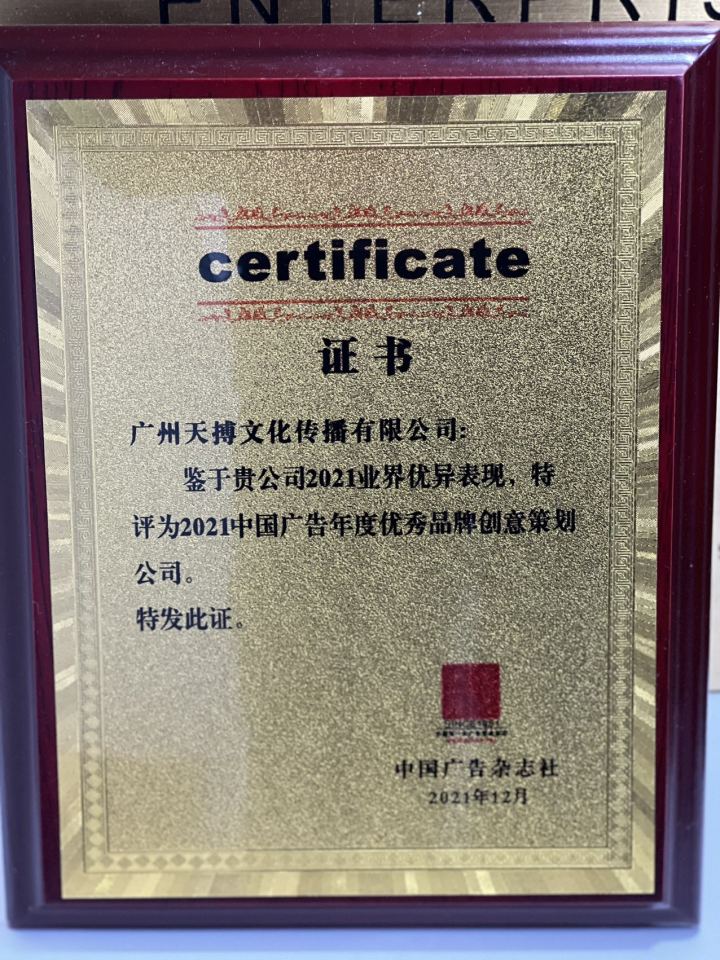 ENTERPRIS
certificate
证书
广州天搏文化传播有限公司:
鉴于贵公司2021业界优异表现，特
评为2021中国广告年度优秀品牌创意策划
公司。
特发此证。
中国广告杂志社
2021年12月